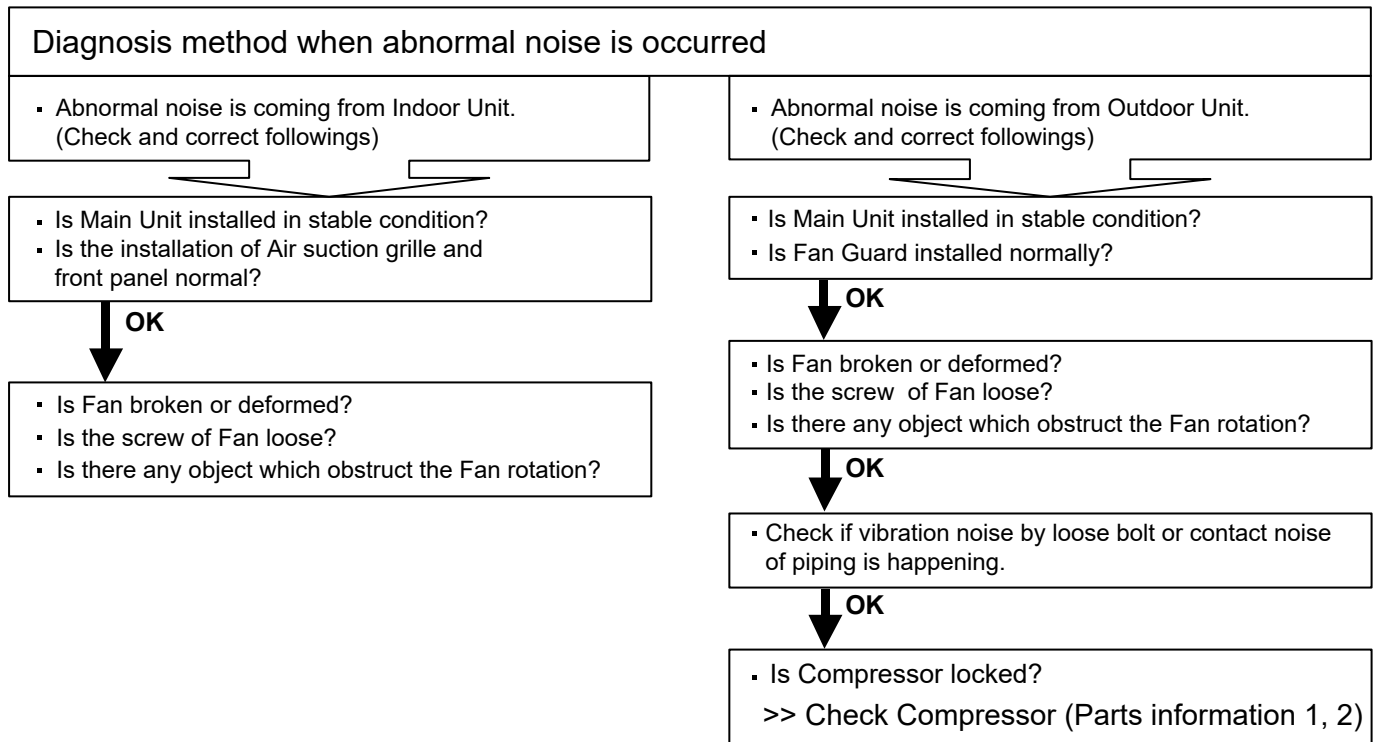 Diagnosis method when abnormal noise is occurred
▪ Abnormal noise is coming from Indoor Unit.
(Check and correct followings)
▪ Is Main Unit installed in stable condition?
▪ Is the installation of Air suction grille and
front panel normal?
OK
▪ Is Fan broken or deformed?
▪ Is the screw of Fan loose?
▪ Is there any object which obstruct the Fan rotation?
▪ Abnormal noise is coming from Outdoor Unit.
(Check and correct followings)
▪ Is Main Unit installed in stable condition?
▪ Is Fan Guard installed normally?
OK
▪ Is Fan broken or deformed?
▪ Is the screw  of Fan loose?
▪ Is there any object which obstruct the Fan rotation?
OK
▪ Check if vibration noise by loose bolt or contact noise
of piping is happening.
OK
▪ Is Compressor locked?
>> Check Compressor (Parts information 1, 2)